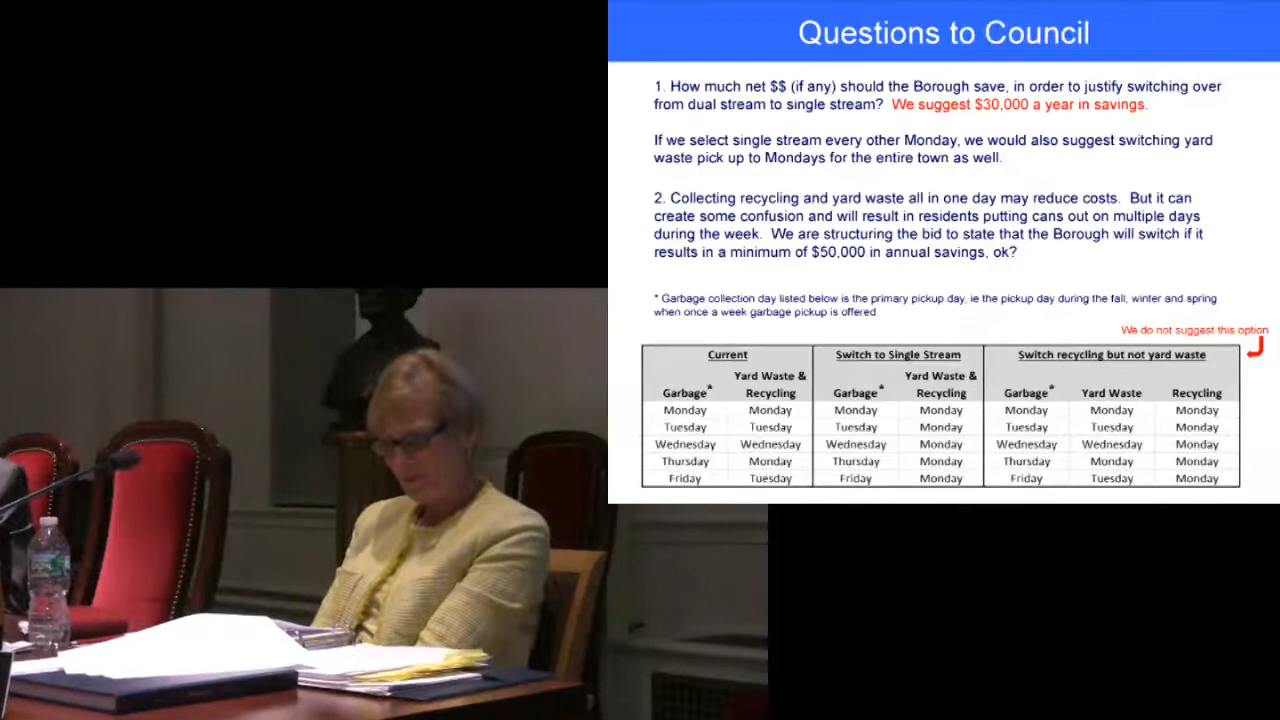 Questions to Council
1. How much net $$ (if any) should the Borough save, in order to justify switching over
from dual stream to single stream? We suggest $30,000 a year in savings.
If we select single stream every other Monday, we would also suggest switching yard
waste pick up to Mondays for the entire town as well.
2. Collecting recycling and yard waste all in one day may reduce costs. But it can
create some confusion and will result in residents putting cans out on multiple days
during the week. We are structuring the bid to state that the Borough will switch if it
results in a minimum of $50,000 in annual savings, ok?
* Garbage collection day listed below is the primary pickup day, ie the pickup day during the fall, winter and spring
when once a week garbage pickup is offered
We do not suggest this option
Current Switch to Single Stream Switch recycling but not yard waste
Yard Waste & Yard Waste &
Garbage* Recycling Garbage* Recycling Garbage* Yard Waste Recycling
Monday Monday Monday Monday Monday Monday Monday
Tuesday Tuesday Tuesday Monday Tuesday Tuesday Monday
Wednesday Wednesday Wednesday Monday Wednesday Wednesday Monday
Thursday Monday Thursday Monday Thursday Monday Monday
Friday Tuesday Friday Monday Friday Tuesday Monday